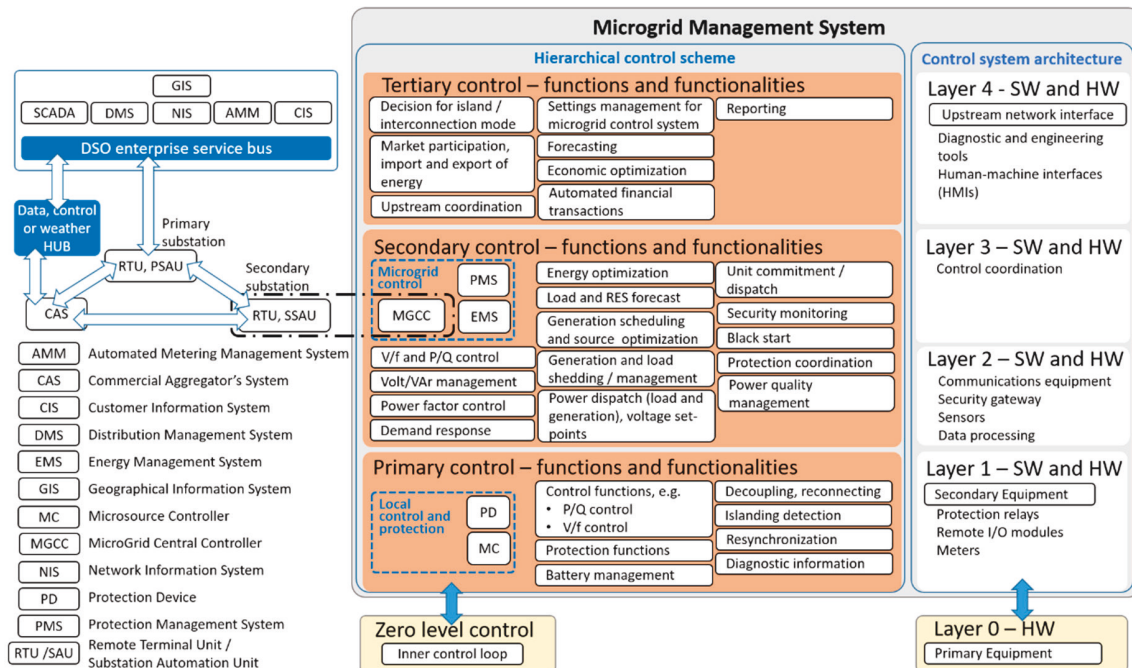 Microgrid Management System
Hierarchical control scheme
Control system architecture
GIS
SCADA
DMS
NIS
AMM
CIS
DSO enterprise service bus
Data, control
or weather
HUB
Primary
substation
RTU, PSAU
Secondary
substation
CAS
RTU, SSAU
AMM
Automated Metering Management System
CAS
Commercial Aggregator's System
CIS
Customer Information System
DMS
Distribution Management System
EMS
Energy Management System
GIS
Geographical Information System
MC
Microsource Controller
MGCC
MicroGrid Central Controller
NIS
Network Information System
PD
Protection Device
PMS
Protection Management System
RTU /SAU
Remote Terminal Unit /
Substation Automation Unit
Tertiary control – functions and functionalities
Decision for island /
interconnection mode
Market participation,
import and export of
energy
Upstream coordination
Settings management for
microgrid control system
Forecasting
Economic optimization
Automated financial
transactions
Reporting
Secondary control – functions and functionalities
Microgrid
control
PMS
MGCC
EMS
V/f and P/Q control
Volt/VAr management
Power factor control
Demand response
Energy optimization
Load and RES forecast
Generation scheduling
and source optimization
Generation and load
shedding / management
Power dispatch (load and
generation), voltage set-
points
Unit commitment /
dispatch
Security monitoring
Black start
Protection coordination
Power quality
management
Primary control – functions and functionalities
Local
control and
protection
PD
MC
Control functions, e.g.
• P/Q control
• V/f control
Protection functions
Battery management
Decoupling, reconnecting
Islanding detection
Resynchronization
Diagnostic information
Zero level control
Inner control loop
Layer 4 - SW and HW
Upstream network interface
Diagnostic and engineering
tools
Human-machine interfaces
(HMIs)
Layer 3 – SW and HW
Control coordination
Layer 2 – SW and HW
Communications equipment
Security gateway
Sensors
Data processing
Layer 1 – SW and HW
Secondary Equipment
Protection relays
Remote I/O modules
Meters
Layer 0 – HW
Primary Equipment